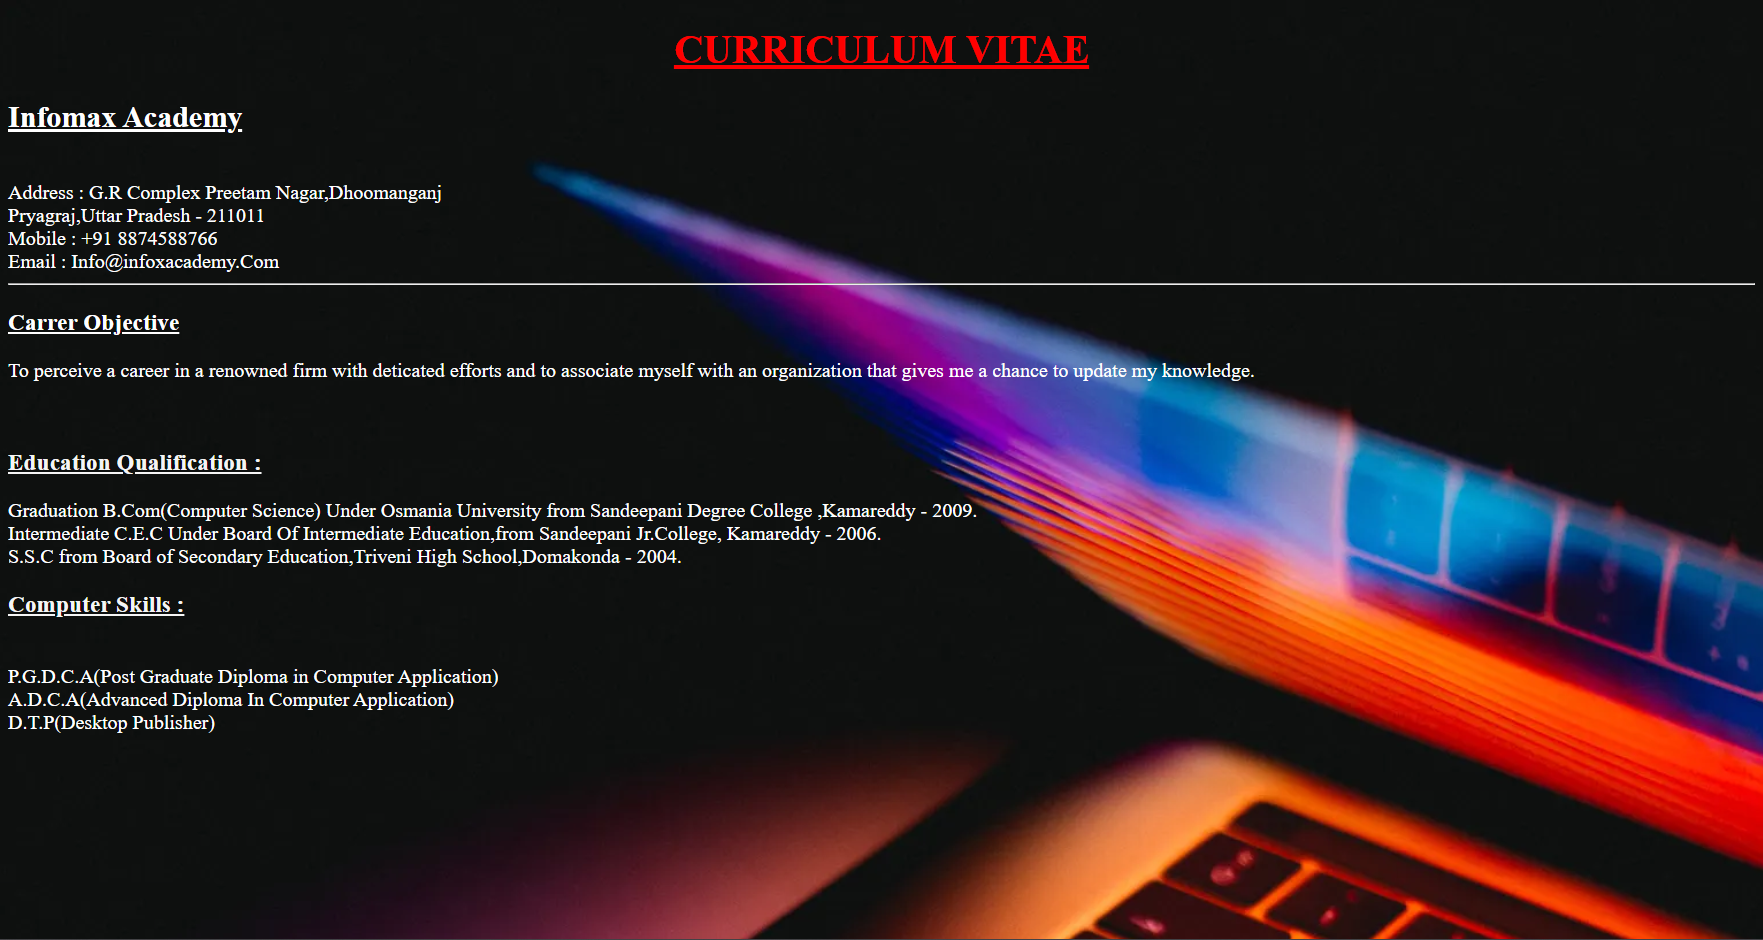 CURRICULUM VITAE
Infomax Academy
Address : G.R Complex Preetam Nagar,Dhoomanganj
Pryagraj,Uttar Pradesh - 211011
Mobile : +91 8874588766
Email : Info@infoxacademy.Com
Carrer Objective
To perceive a career in a renowned firm with deticated efforts and to associate myself with an organization that gives me a chance to update my knowledge.
Education Qualification :
Graduation B.Com(Computer Science) Under Osmania University from Sandeepani Degree College ,Kamareddy - 2009.
Intermediate C.E.C Under Board Of Intermediate Education,from Sandeepani Jr.College, Kamareddy - 2006.
S.S.C from Board of Secondary Education,Triveni High School,Domakonda - 2004.
Computer Skills :
P.G.D.C.A(Post Graduate Diploma in Computer Application)
A.D.C.A(Advanced Diploma In Computer Application)
D.T.P(Desktop Publisher)